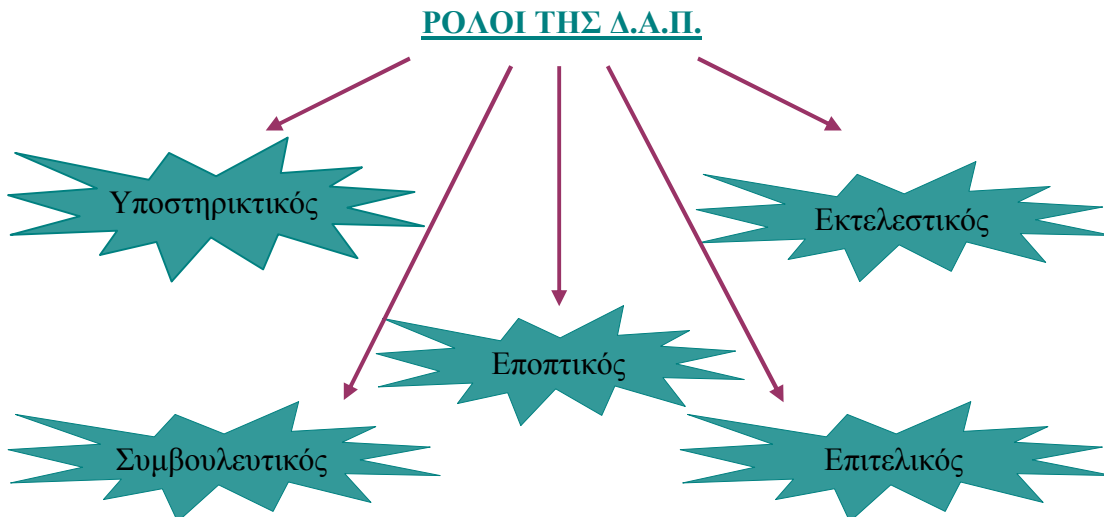 ΡΟΛΟΙ ΤΗΣ Δ.Α.Π.
Υποστηρικτικός
Εκτελεστικός
Εποπτικός
Συμβουλευτικός
Επιτελικός